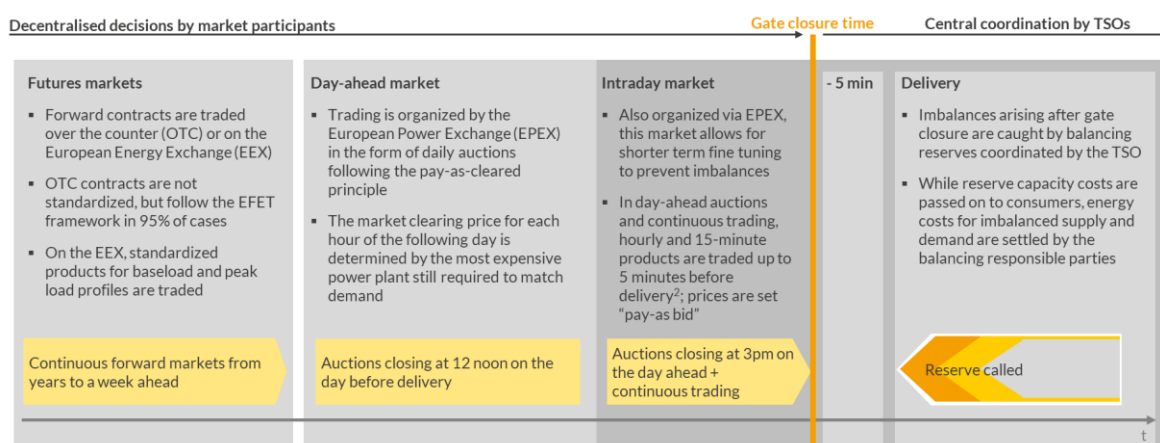 Decentralised decisions by market participants
Gate closure time
Central coordination by TSOs
Futures markets
▪ Forward contracts are traded
over the counter (OTC) or on the
European Energy Exchange (EEX)
▪ OTC contracts are not
standardized, but follow the EFET
framework in 95% of cases
▪ On the EEX, standardized
products for baseload and peak
load profiles are traded
Continuous forward markets from
years to a week ahead
Day-ahead market
▪ Trading is organized by the
European Power Exchange (EPEX)
in the form of daily auctions
following the pay-as-cleared
principle
▪ The market clearing price for each
hour of the following day is
determined by the most expensive
power plant still required to match
demand
Auctions closing at 12 noon on the
day before delivery
Intraday market
▪ Also organized via EPEX,
this market allows for
shorter term fine tuning
to prevent imbalances
▪ In day-ahead auctions
and continuous trading,
hourly and 15-minute
products are traded up to
5 minutes before
delivery²; prices are set
“pay-as bid”
Auctions closing at 3pm on
the day ahead +
continuous trading
- 5 min
Delivery
▪ Imbalances arising after gate
closure are caught by balancing
reserves coordinated by the TSO
▪ While reserve capacity costs are
passed on to consumers, energy
costs for imbalanced supply and
demand are settled by the
balancing responsible parties
Reserve called
t